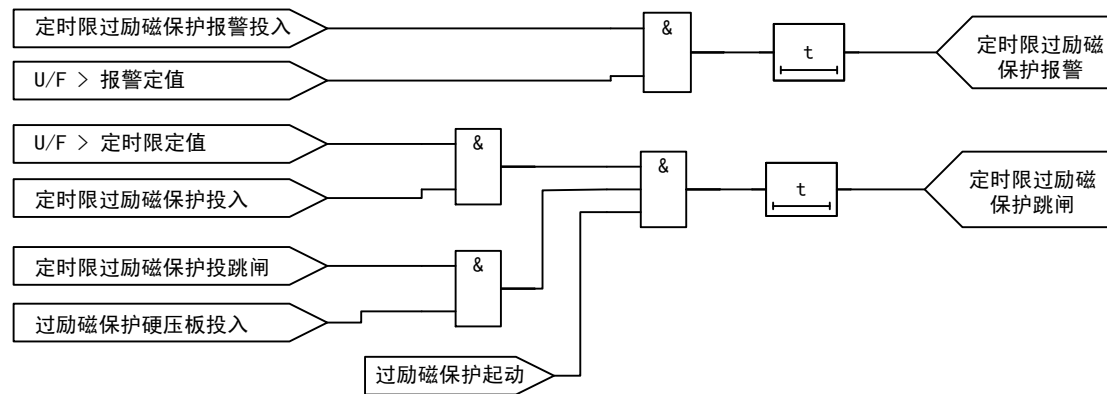 定时限过励磁保护报警投入
&
t
定时限过励磁
保护报警
U/F > 报警定值
U/F > 定时限定值
&
&
t
定时限过励磁
保护跳闸
定时限过励磁保护投入
定时限过励磁保护投跳闸
&
过励磁保护硬压板投入
过励磁保护起动